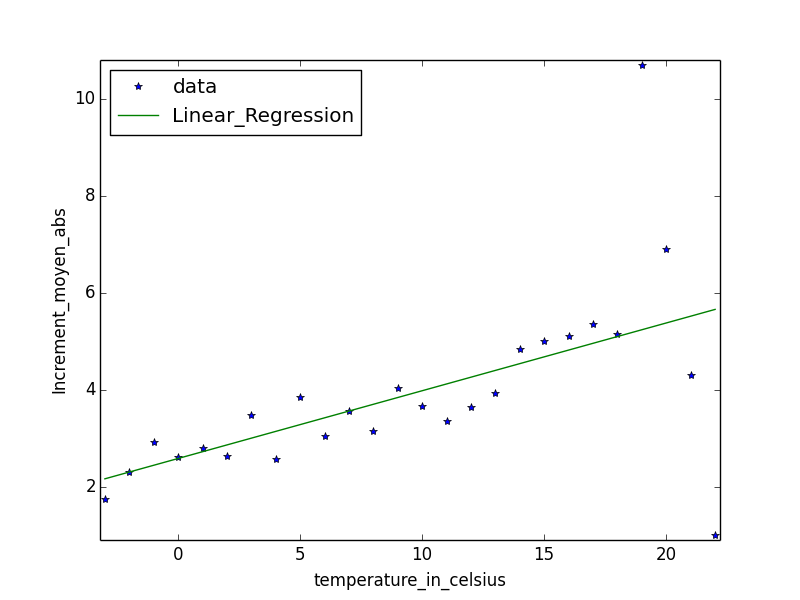 data
Linear_Regression
10
8
6
4
2
Increment_moyen_abs
0 5 10 15 20
temperature_in_celsius